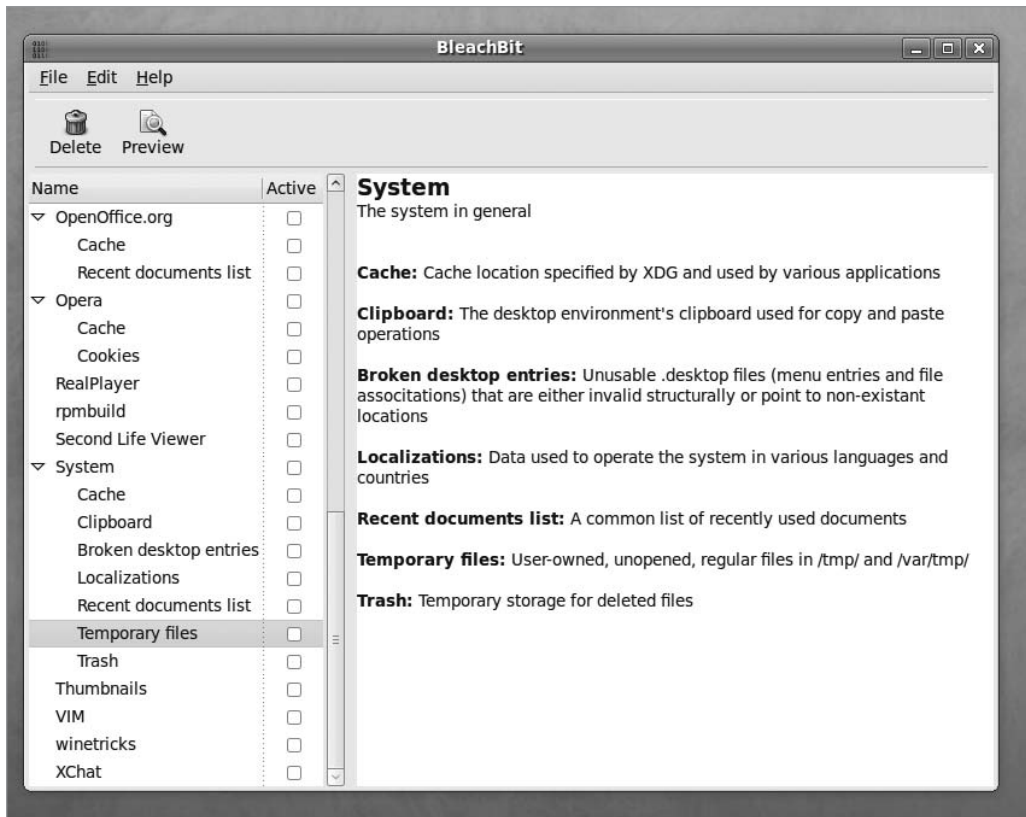 BleachBit
File Edit Help
Delete Preview
Name Active
OpenOffice.org
Cache
Recent documents list
Opera
Cache
Cookies
RealPlayer
rpmbuild
Second Life Viewer
System
Cache
Clipboard
Broken desktop entries
Localizations
Recent documents list
Temporary files
Trash
Thumbnails
VIM
winetricks
XChat
System
The system in general
Cache: Cache location specified by XDG and used by various applications
Clipboard: The desktop environment's clipboard used for copy and paste
operations
Broken desktop entries: Unusable .desktop files (menu entries and file
associtations) that are either invalid structurally or point to non-existant
locations
Localizations: Data used to operate the system in various languages and
countries
Recent documents list: A common list of recently used documents
Temporary files: User-owned, unopened, regular files in /tmp/ and /var/tmp/
Trash: Temporary storage for deleted files